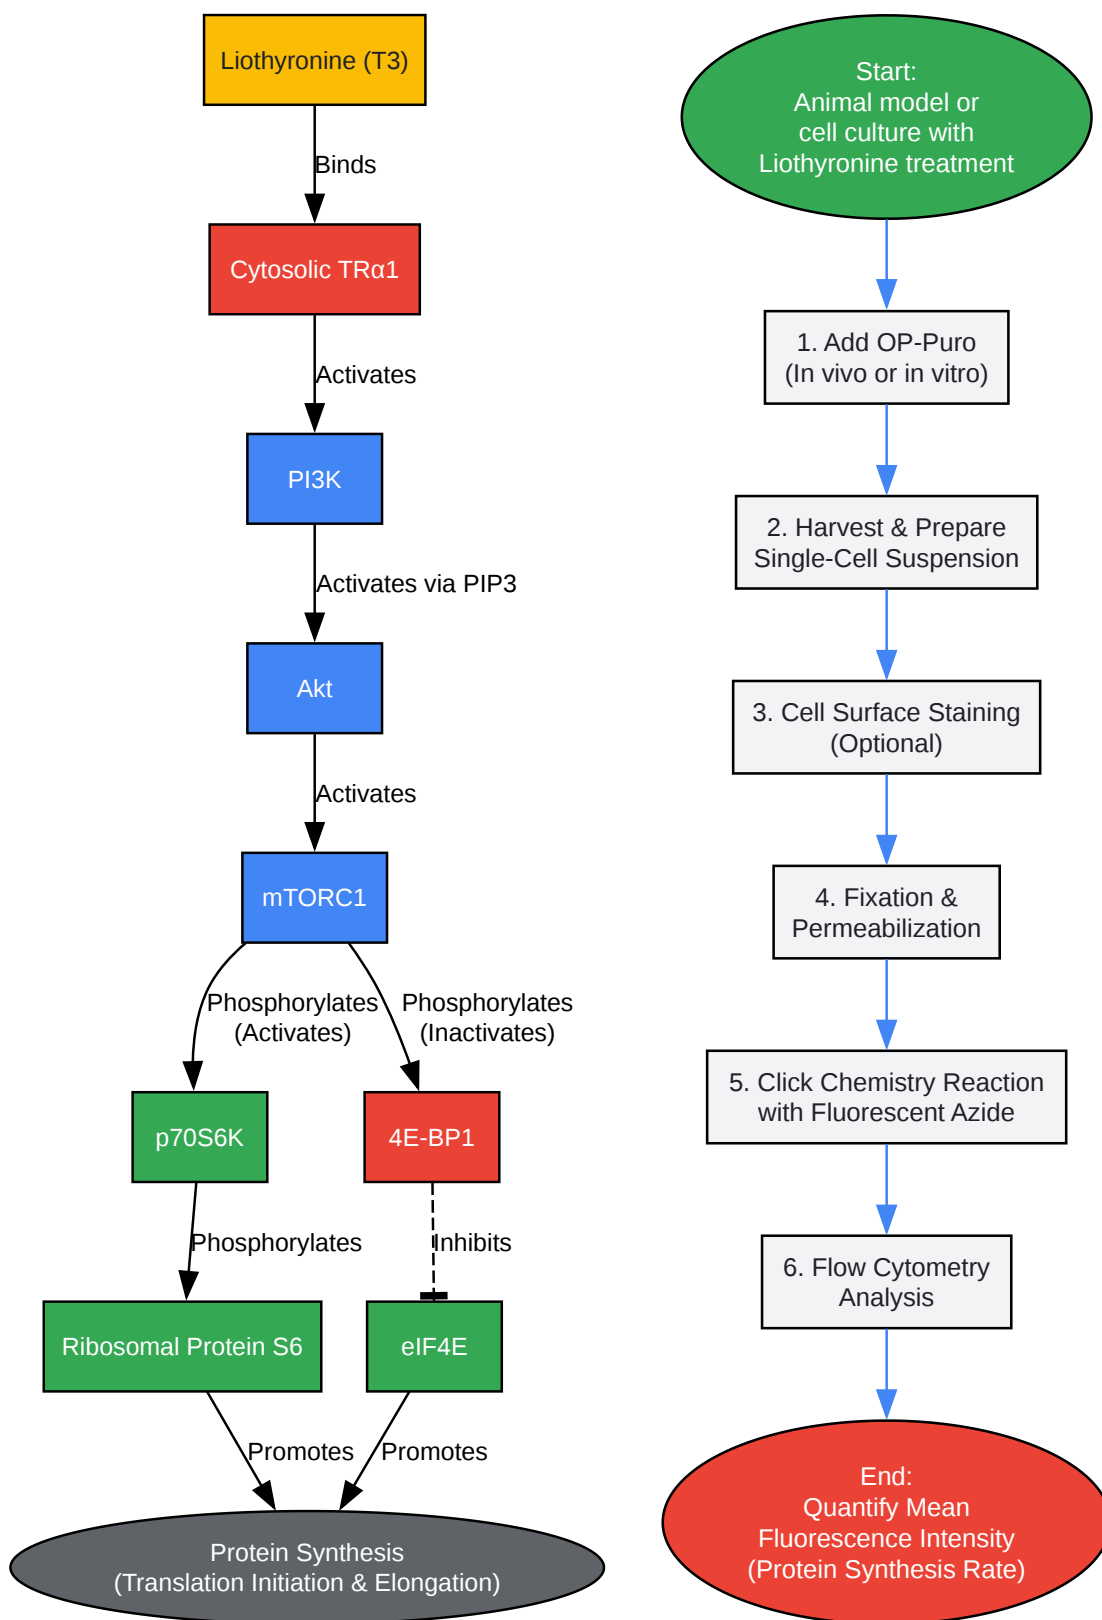 Liothyronine (T3)
Binds
Cytosolic TRα1
Activates
PI3K
Activates via PIP3
Akt
Activates
mTORC1
Phosphorylates
(Activates)
Phosphorylates
(Inactivates)
p70S6K
4E-BP1
Phosphorylates
Inhibits
Ribosomal Protein S6
eIF4E
Promotes
Promotes
Protein Synthesis
(Translation Initiation & Elongation)
Start:
Animal model or
cell culture with
Liothyronine treatment
1. Add OP-Puro
(In vivo or in vitro)
2. Harvest & Prepare
Single-Cell Suspension
3. Cell Surface Staining
(Optional)
4. Fixation &
Permeabilization
5. Click Chemistry Reaction
with Fluorescent Azide
6. Flow Cytometry
Analysis
End:
Quantify Mean
Fluorescence Intensity
(Protein Synthesis Rate)